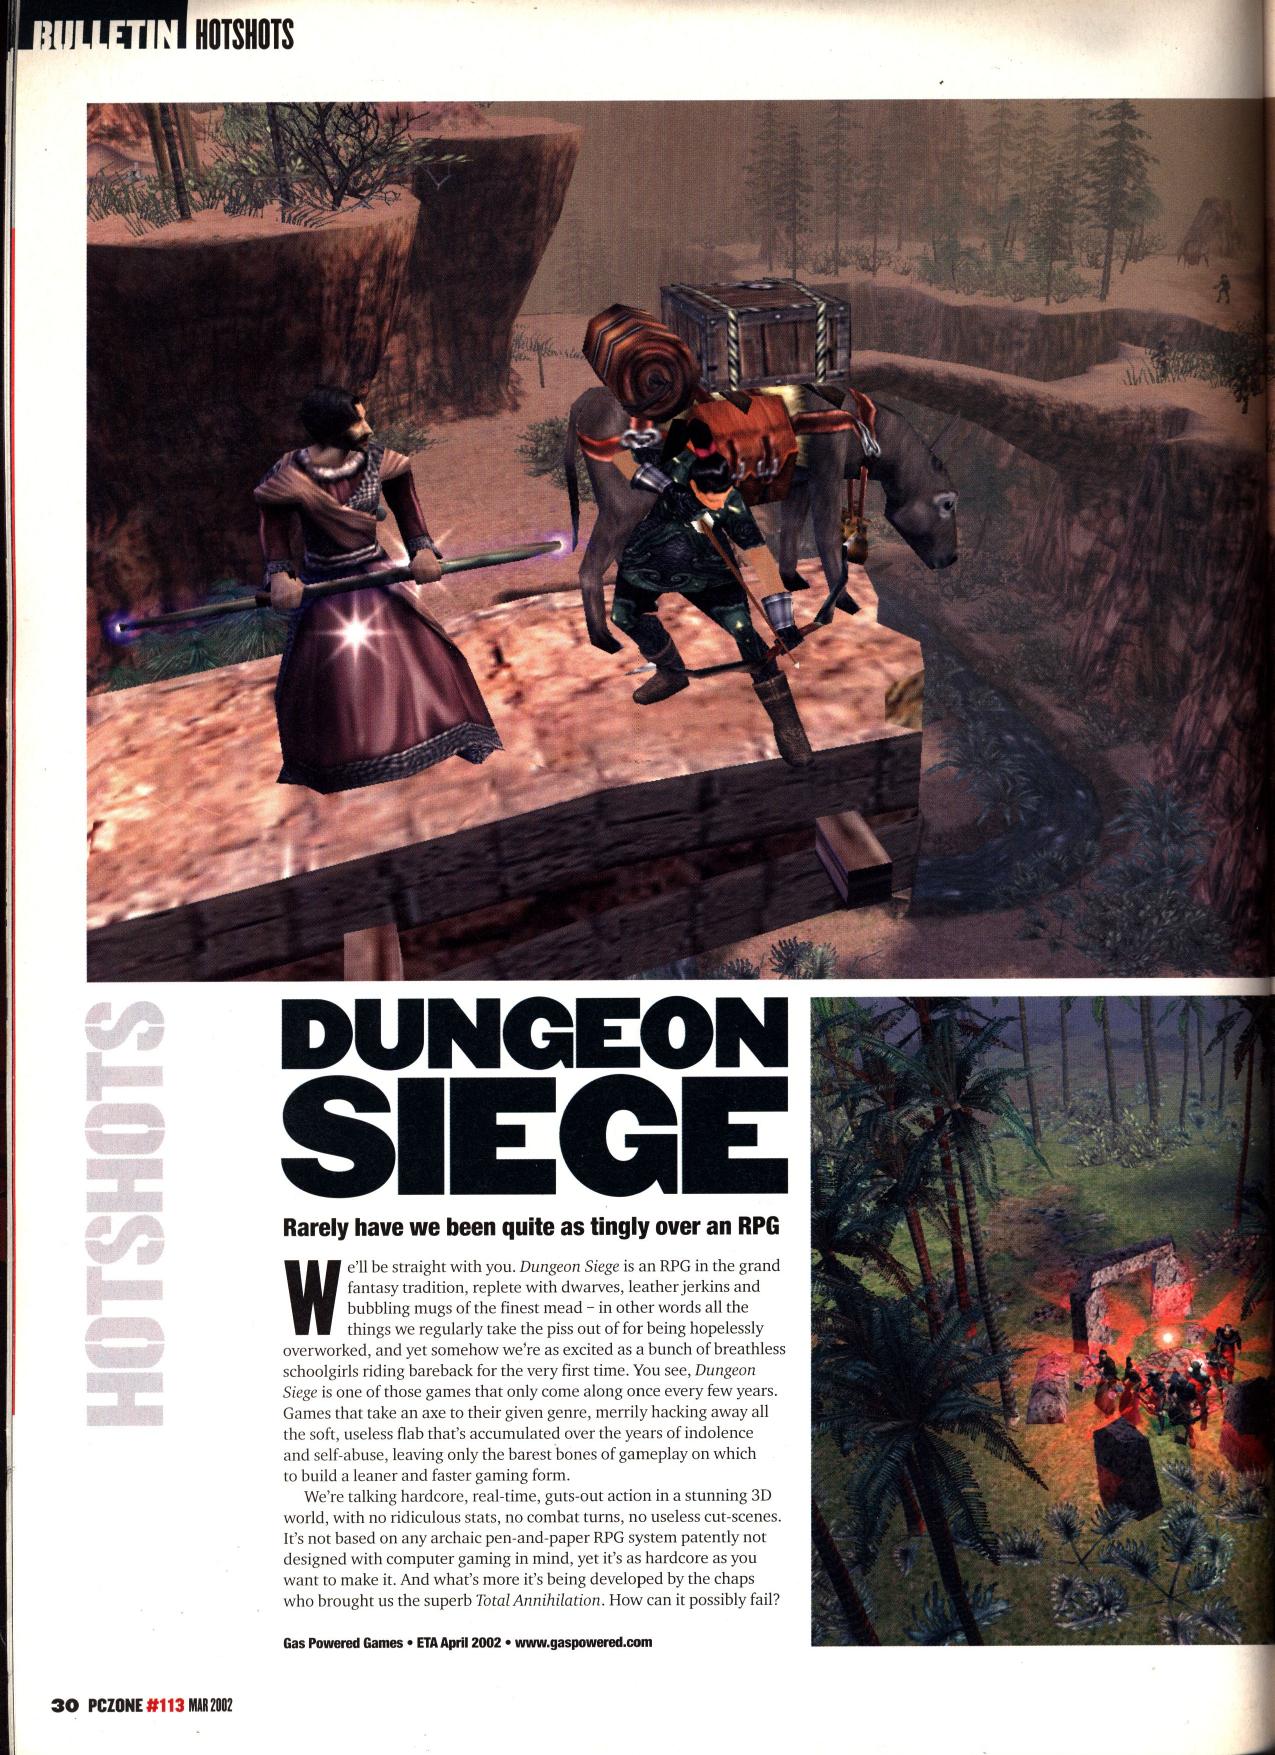 BULLETIN HOTSHOTS
HOTSHOTS
DUNGEON
SIEGE
Rarely have we been quite as tingly over an RPG
We'll be straight with you. Dungeon Siege is an RPG in the grand
fantasy tradition, replete with dwarves, leather jerkins and
bubbling mugs of the finest mead – in other words all the
things we regularly take the piss out of for being hopelessly
overworked, and yet somehow we're as excited as a bunch of breathless
schoolgirls riding bareback for the very first time. You see, Dungeon
Siege is one of those games that only come along once every few years.
Games that take an axe to their given genre, merrily hacking away all
the soft, useless flab that's accumulated over the years of indolence
and self-abuse, leaving only the barest bones of gameplay on which
to build a leaner and faster gaming form.
We're talking hardcore, real-time, guts-out action in a stunning 3D
world, with no ridiculous stats, no combat turns, no useless cut-scenes.
It's not based on any archaic pen-and-paper RPG system patently not
designed with computer gaming in mind, yet it's as hardcore as you
want to make it. And what's more it's being developed by the chaps
who brought us the superb Total Annihilation. How can it possibly fail?
Gas Powered Games • ETA April 2002 • www.gaspowered.com
30 PCZONE #113 MAR 2002